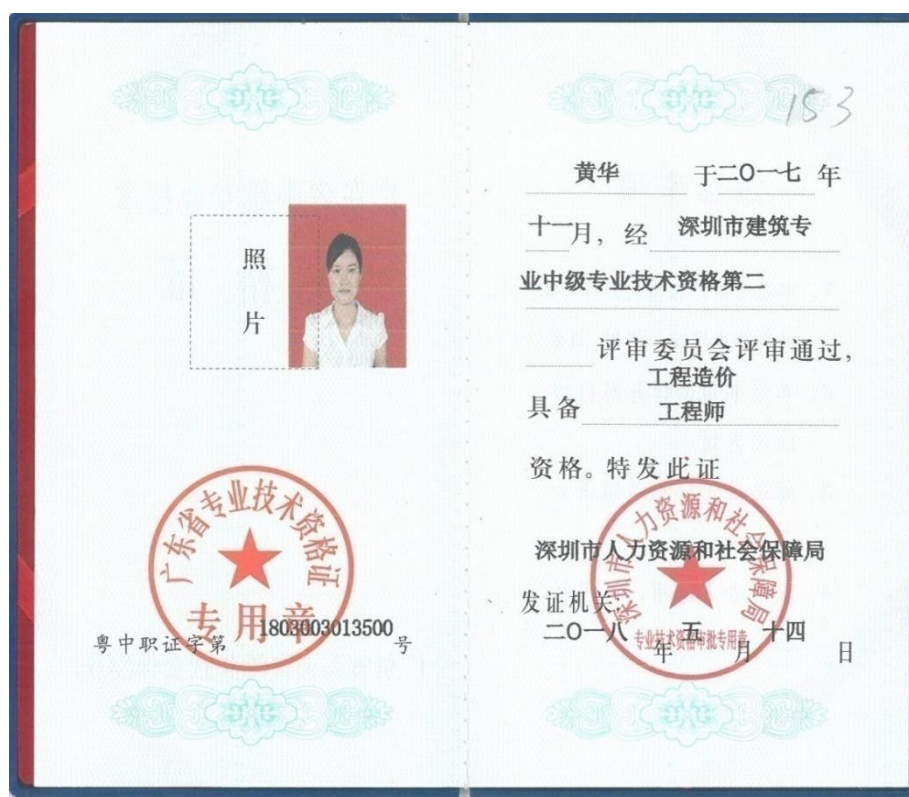 照
片
广东省专业技术资格证
专用章
粤中职证字第 1803003013500 号
153
黄华 于二〇一七 年
十一月，经 深圳市建筑专
业中级专业技术资格第二
评审委员会评审通过，
工程造价
具备 工程师
资格。特发此证
深圳市人力资源和社会保障局
深圳市人力资源和社会保障局
发证机关：
专业技术资格审批专用章
二〇一八 年 五 月 十四 日